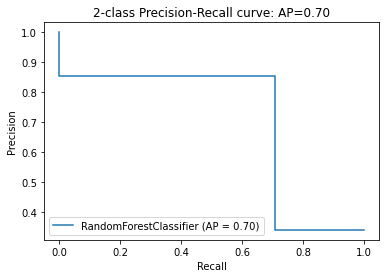 2-class Precision-Recall curve: AP=0.70
1.0
0.9
0.8
0.7
0.6
0.5
0.4
Precision
RandomForestClassifier (AP = 0.70)
0.0 0.2 0.4 0.6 0.8 1.0
Recall